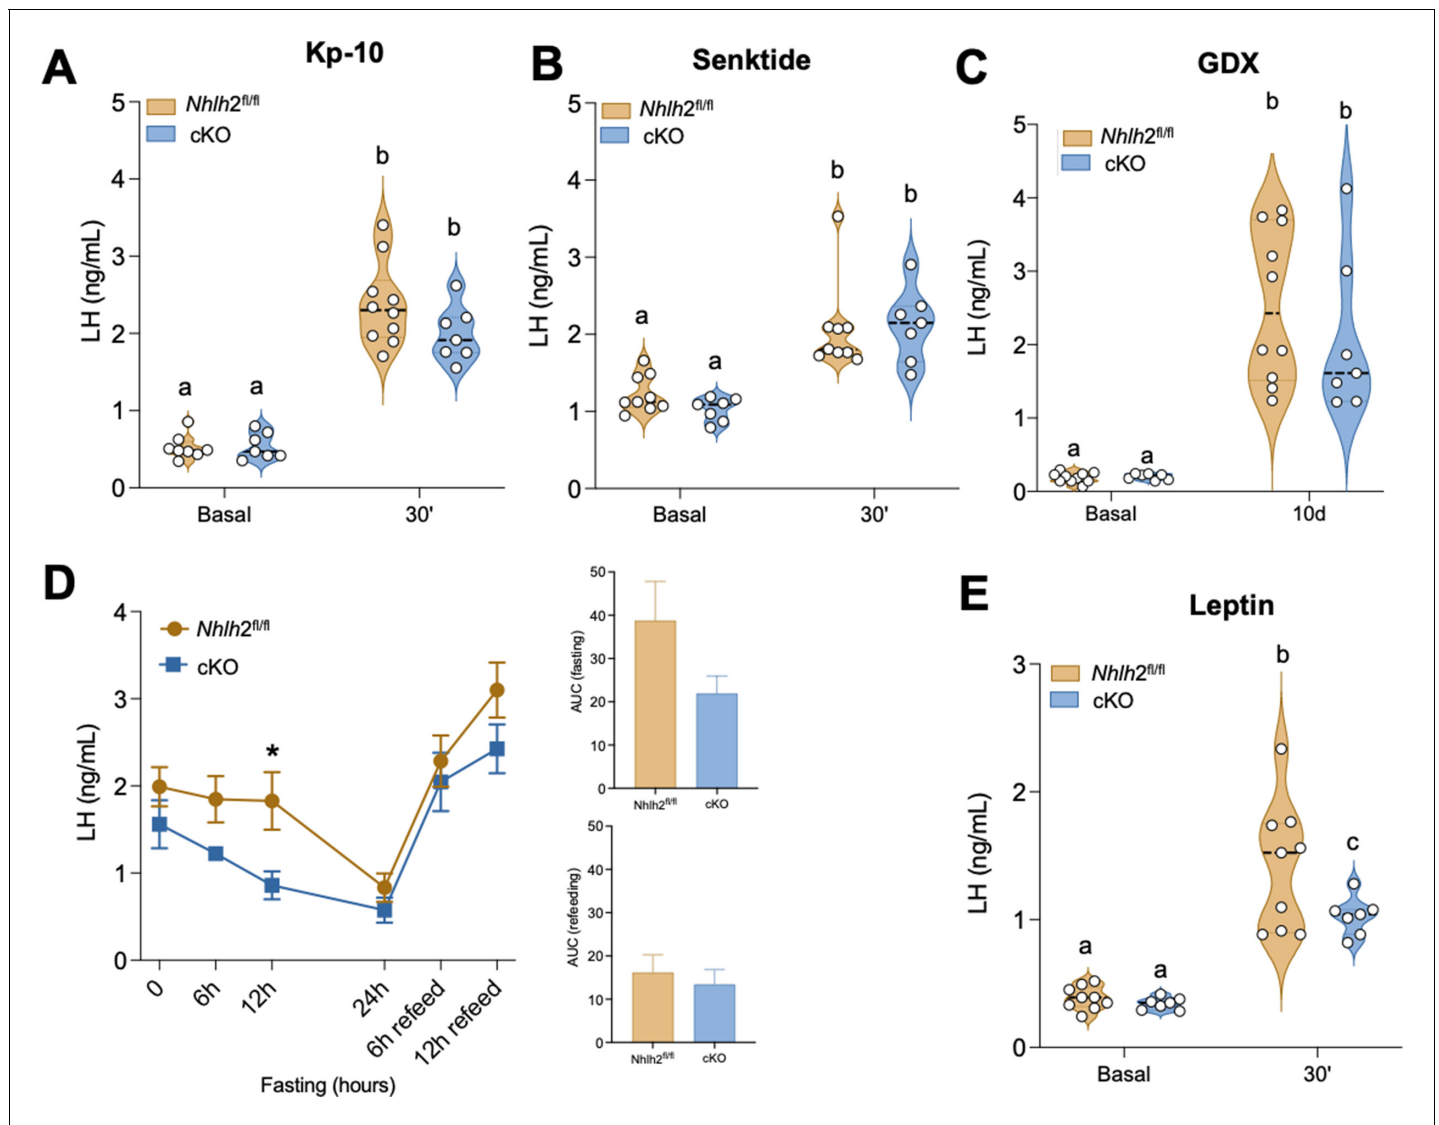 A
Kp-10
Nhlh2fl/fl
cKO
LH (ng/mL)
5
4
3
2
1
0
a
a
b
b
Basal
30'
B
Senktide
Nhlh2fl/fl
cKO
LH (ng/mL)
5
4
3
2
1
0
a
a
b
b
Basal
30'
C
GDX
Nhlh2fl/fl
cKO
LH (ng/mL)
5
4
3
2
1
0
a
a
b
b
Basal
10d
D
Nhlh2fl/fl
cKO
LH (ng/mL)
4
3
2
1
0
*
0
6h
12h
24h
6h refeed
12h refeed
Fasting (hours)
AUC (fasting)
50
40
30
20
10
0
Nhlh2fl/fl
cKO
AUC (refeeding)
50
40
30
20
10
0
Nhlh2fl/fl
cKO
E
Leptin
Nhlh2fl/fl
cKO
LH (ng/mL)
3
2
1
0
a
a
b
c
Basal
30'